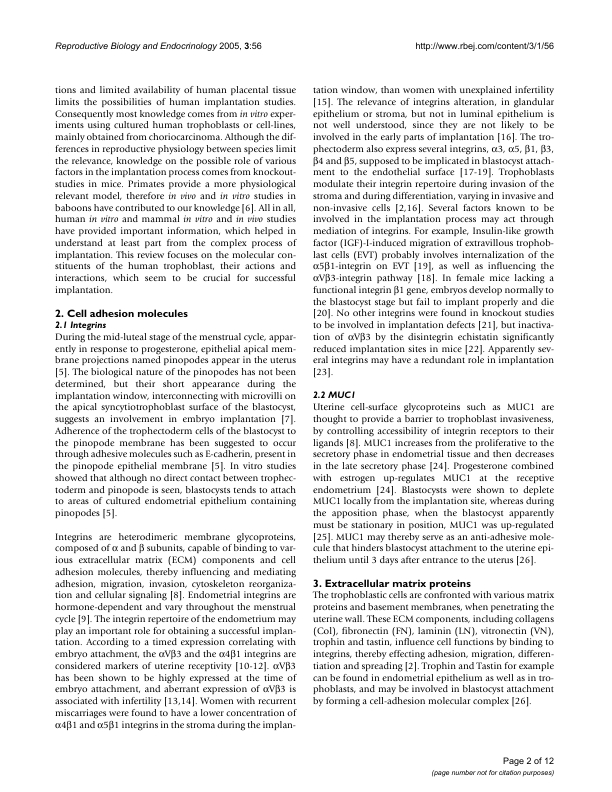 Reproductive Biology and Endocrinology 2005, 3:56
http://www.rbej.com/content/3/1/56
tions and limited availability of human placental tissue
limits the possibilities of human implantation studies.
Consequently most knowledge comes from in vitro exper-
iments using cultured human trophoblasts or cell-lines,
mainly obtained from choriocarcinoma. Although the dif-
ferences in reproductive physiology between species limit
the relevance, knowledge on the possible role of various
factors in the implantation process comes from knockout-
studies in mice. Primates provide a more physiological
relevant model, therefore in vivo and in vitro studies in
baboons have contributed to our knowledge [6]. All in all,
human in vitro and mammal in vitro and in vivo studies
have provided important information, which helped in
understand at least part from the complex process of
implantation. This review focuses on the molecular con-
stituents of the human trophoblast, their actions and
interactions, which seem to be crucial for successful
implantation.
2. Cell adhesion molecules
2.1 Integrins
During the mid-luteal stage of the menstrual cycle, appar-
ently in response to progesterone, epithelial apical mem-
brane projections named pinopodes appear in the uterus
[5]. The biological nature of the pinopodes has not been
determined, but their short appearance during the
implantation window, interconnecting with microvilli on
the apical syncytiotrophoblast surface of the blastocyst,
suggests an involvement in embryo implantation [7].
Adherence of the trophectoderm cells of the blastocyst to
the pinopode membrane has been suggested to occur
through adhesive molecules such as E-cadherin, present in
the pinopode epithelial membrane [5]. In vitro studies
showed that although no direct contact between trophec-
toderm and pinopode is seen, blastocysts tends to attach
to areas of cultured endometrial epithelium containing
pinopodes [5].
Integrins are heterodimeric membrane glycoproteins,
composed of α and β subunits, capable of binding to var-
ious extracellular matrix (ECM) components and cell
adhesion molecules, thereby influencing and mediating
adhesion, migration, invasion, cytoskeleton reorganiza-
tion and cellular signaling [8]. Endometrial integrins are
hormone-dependent and vary throughout the menstrual
cycle [9]. The integrin repertoire of the endometrium may
play an important role for obtaining a successful implan-
tation. According to a timed expression correlating with
embryo attachment, the αVβ3 and the α4β1 integrins are
considered markers of uterine receptivity [10-12]. αVβ3
has been shown to be highly expressed at the time of
embryo attachment, and aberrant expression of αVβ3 is
associated with infertility [13,14]. Women with recurrent
miscarriages were found to have a lower concentration of
α4β1 and α5β1 integrins in the stroma during the implan-
tation window, than women with unexplained infertility
[15]. The relevance of integrins alteration, in glandular
epithelium or stroma, but not in luminal epithelium is
not well understood, since they are not likely to be
involved in the early parts of implantation [16]. The tro-
phectoderm also express several integrins, α3, α5, β1, β3,
β4 and β5, supposed to be implicated in blastocyst attach-
ment to the endothelial surface [17-19]. Trophoblasts
modulate their integrin repertoire during invasion of the
stroma and during differentiation, varying in invasive and
non-invasive cells [2,16]. Several factors known to be
involved in the implantation process may act through
mediation of integrins. For example, Insulin-like growth
factor (IGF)-I-induced migration of extravillous trophob-
last cells (EVT) probably involves internalization of the
α5β1-integrin on EVT [19], as well as influencing the
αVβ3-integrin pathway [18]. In female mice lacking a
functional integrin β1 gene, embryos develop normally to
the blastocyst stage but fail to implant properly and die
[20]. No other integrins were found in knockout studies
to be involved in implantation defects [21], but inactiva-
tion of αVβ3 by the disintegrin echistatin significantly
reduced implantation sites in mice [22]. Apparently sev-
eral integrins may have a redundant role in implantation
[23].
2.2 MUC1
Uterine cell-surface glycoproteins such as MUC1 are
thought to provide a barrier to trophoblast invasiveness,
by controlling accessibility of integrin receptors to their
ligands [8]. MUC1 increases from the proliferative to the
secretory phase in endometrial tissue and then decreases
in the late secretory phase [24]. Progesterone combined
with estrogen up-regulates MUC1 at the receptive
endometrium [24]. Blastocysts were shown to deplete
MUC1 locally from the implantation site, whereas during
the apposition phase, when the blastocyst apparently
must be stationary in position, MUC1 was up-regulated
[25]. MUC1 may thereby serve as an anti-adhesive mole-
cule that hinders blastocyst attachment to the uterine epi-
thelium until 3 days after entrance to the uterus [26].
3. Extracellular matrix proteins
The trophoblastic cells are confronted with various matrix
proteins and basement membranes, when penetrating the
uterine wall. These ECM components, including collagens
(Col), fibronectin (FN), laminin (LN), vitronectin (VN),
trophin and tastin, influence cell functions by binding to
integrins, thereby effecting adhesion, migration, differen-
tiation and spreading [2]. Trophin and Tastin for example
can be found in endometrial epithelium as well as in tro-
phoblasts, and may be involved in blastocyst attachment
by forming a cell-adhesion molecular complex [26].
Page 2 of 12
(page number not for citation purposes)